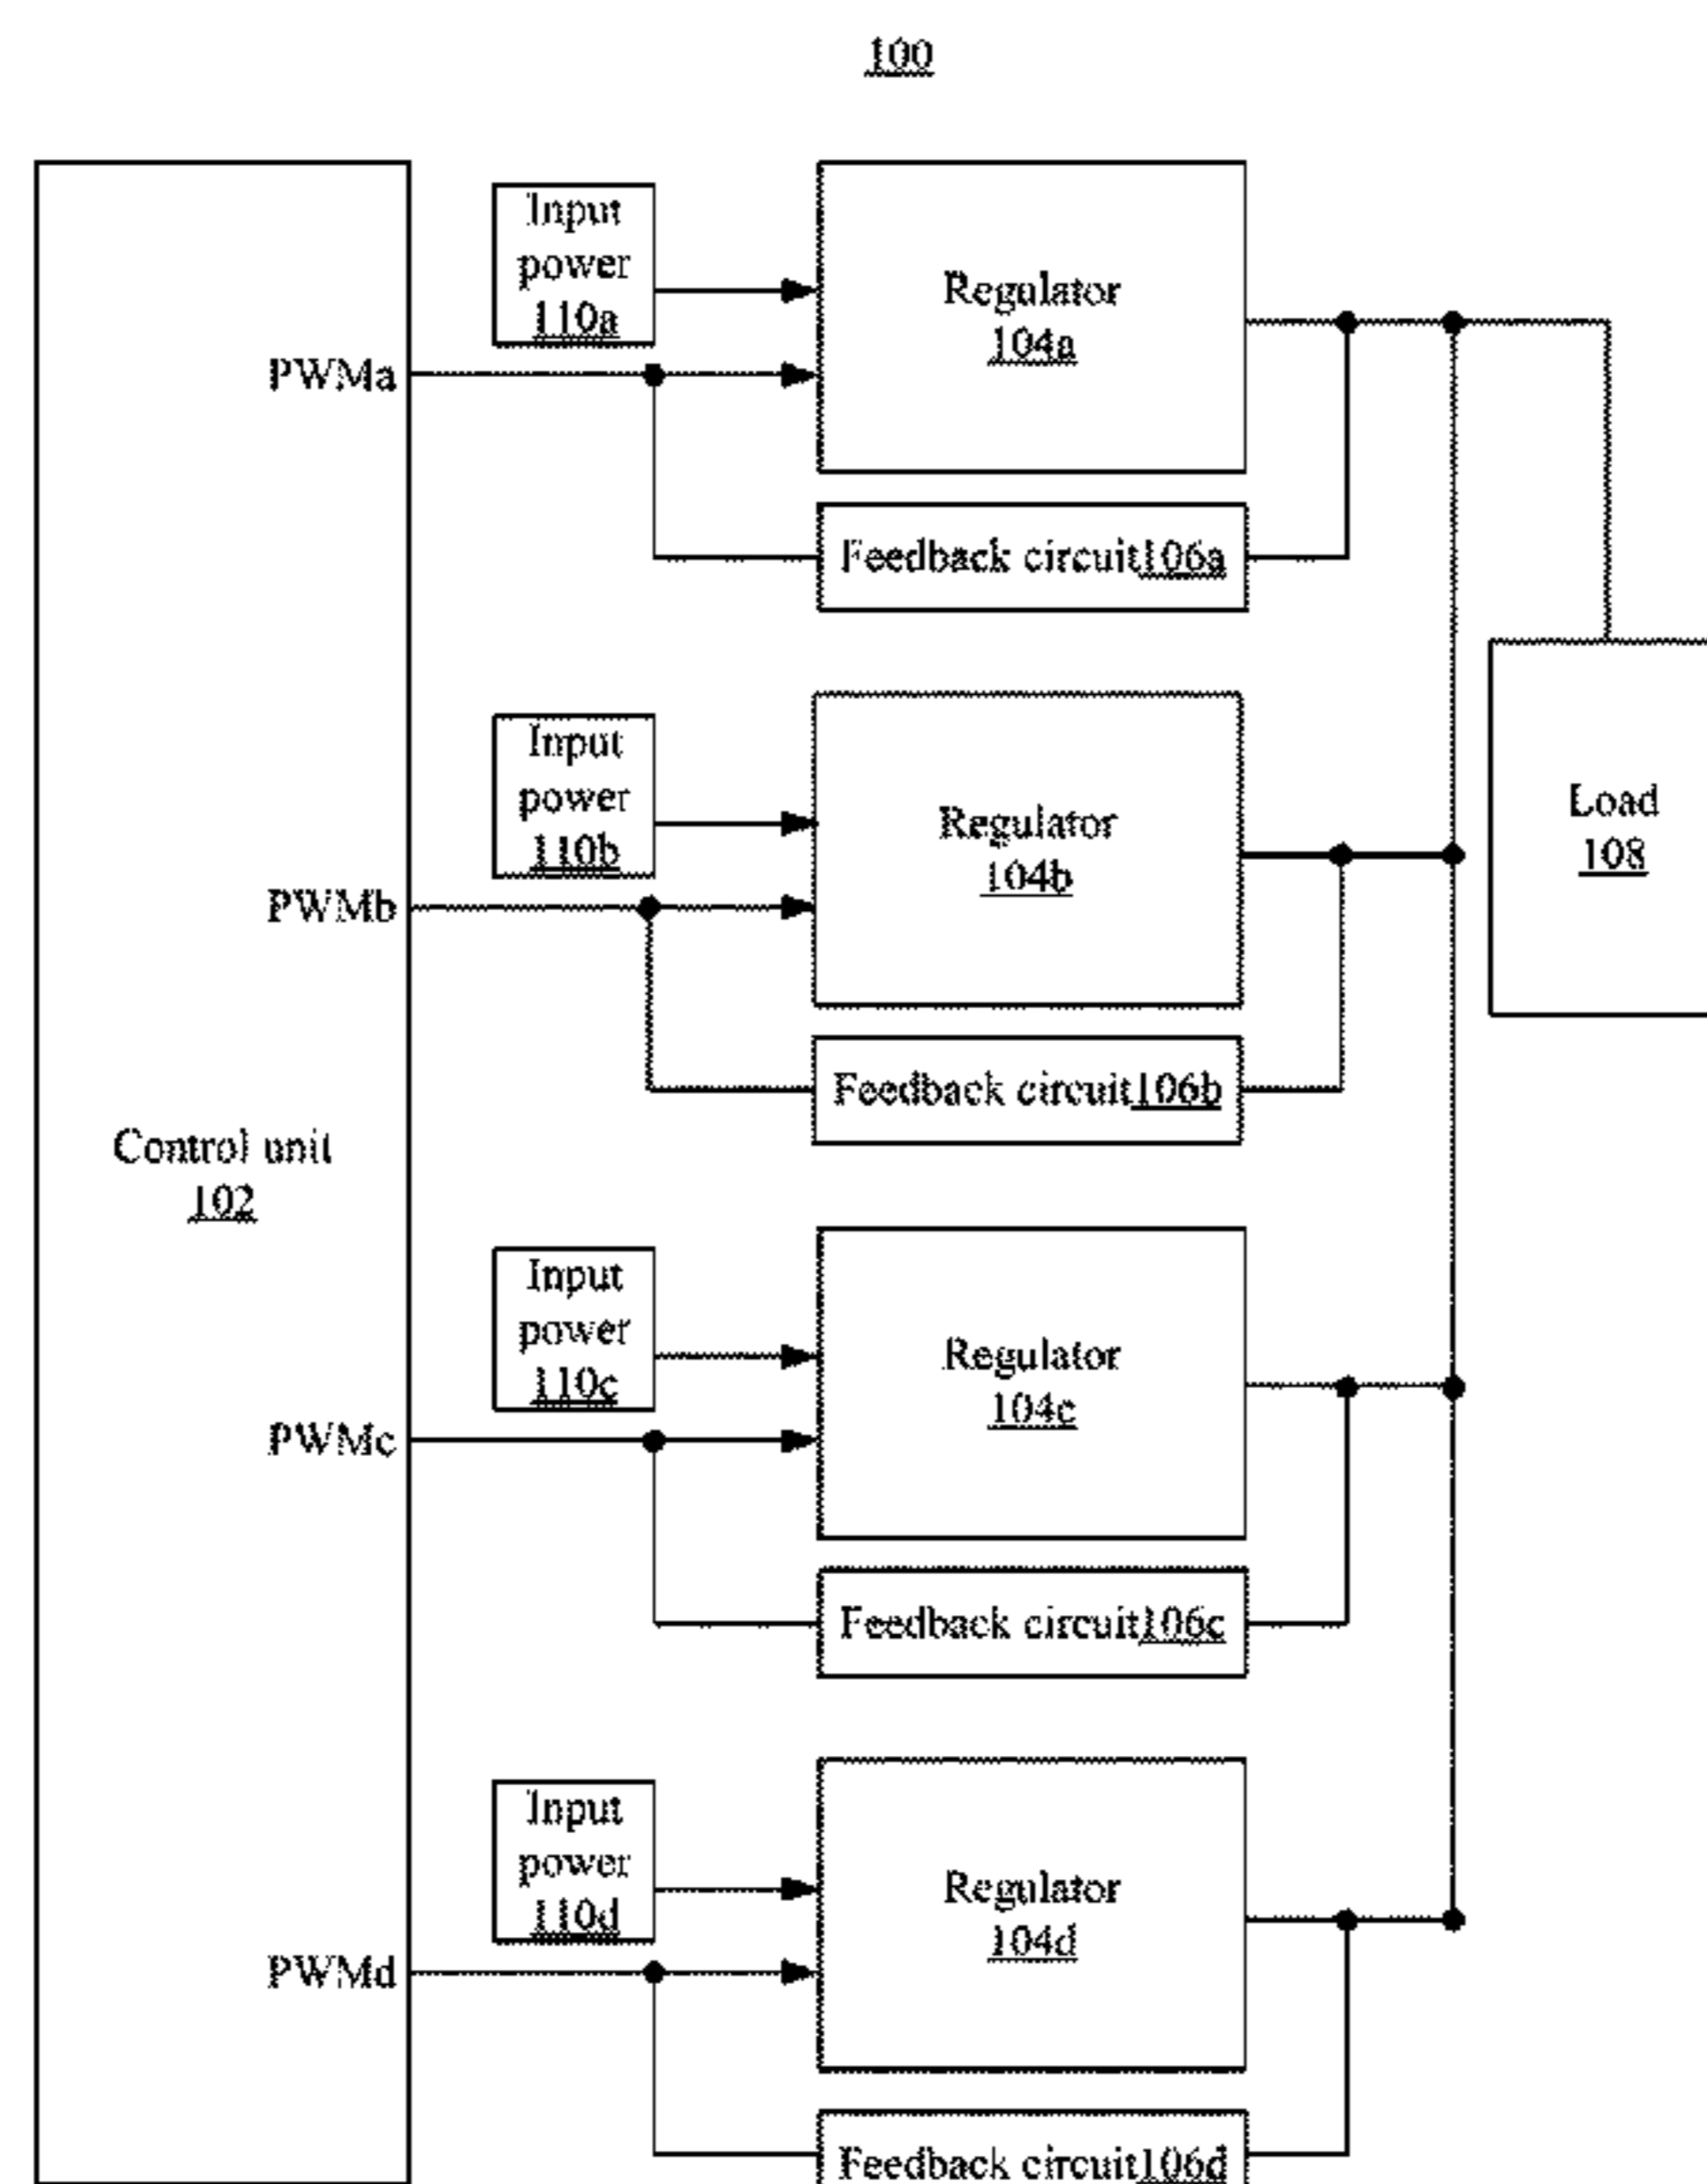 100
Input
power
110a
Regulator
104a
PWMa
Feedback circuit106a
Input
power
110b
Regulator
104b
Load
108
PWMb
Feedback circuit106b
Control unit
102
Input
power
110c
Regulator
104c
PWMc
Feedback circuit106c
Input
power
110d
Regulator
104d
PWMd
Feedback circuit106d